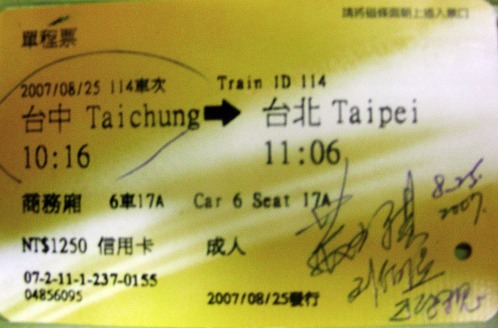 請將磁條面朝上插入票口
單程票
2007/08/25 114車次 Train ID 114
台中 Taichung 台北 Taipei
10:16 11:06
商務廂 6車17A Car 6 Seat 17A
NT$1250 信用卡 成人
07-2-11-1-237-0155
04856095 2007/08/25發行
8.25.
2007.